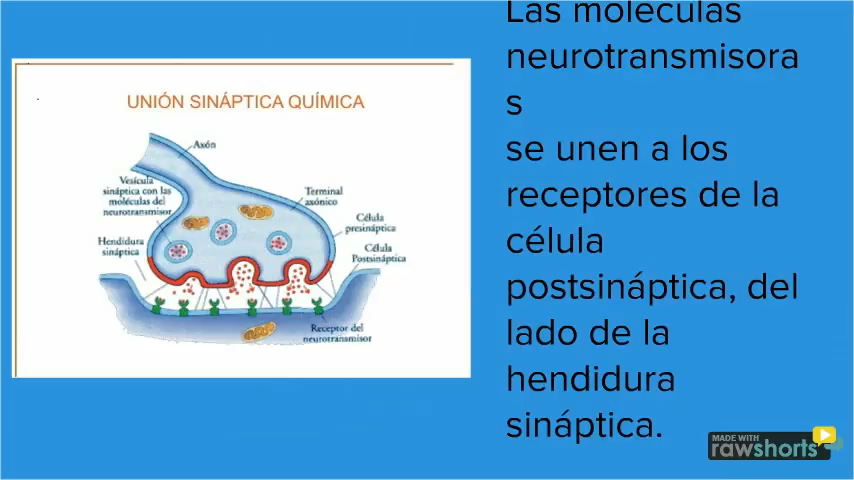 Las moléculas
neurotransmisora
s
se unen a los
receptores de la
célula
postsináptica, del
lado de la
hendidura
sináptica.
UNIÓN SINÁPTICA QUÍMICA
Axón
Vesícula
sináptica con las
moléculas del
neurotransmisor
Terminal
axónico
Célula
presináptica
Hendidura
sináptica
Célula
Postsináptica
Receptor del
neurotransmisor
MADE WITH
rawshorts